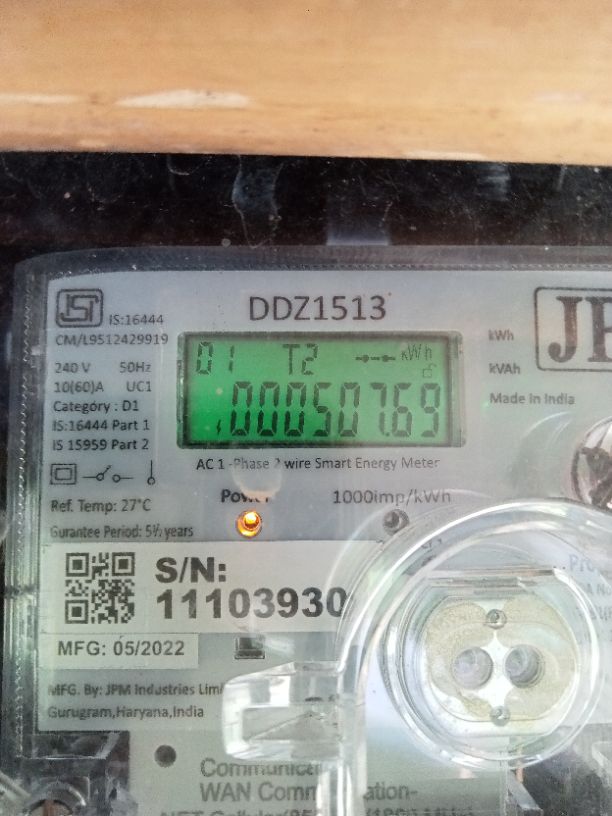 IS:16444
CM/L9512429919
DDZ1513
240 V 50Hz
10(60)A UC1
Category : D1
IS:16444 Part 1
IS 15959 Part 2
01 T2 kWh
000507.69
kWh
kVAh
Made in India
AC 1 -Phase 2 wire Smart Energy Meter
Ref. Temp: 27°C
Power
1000imp/kWh
Gurantee Period: 5½ years
S/N:
11103930
MFG: 05/2022
MFG. By: JPM Industries
Gurugram,Haryana,India
WAN